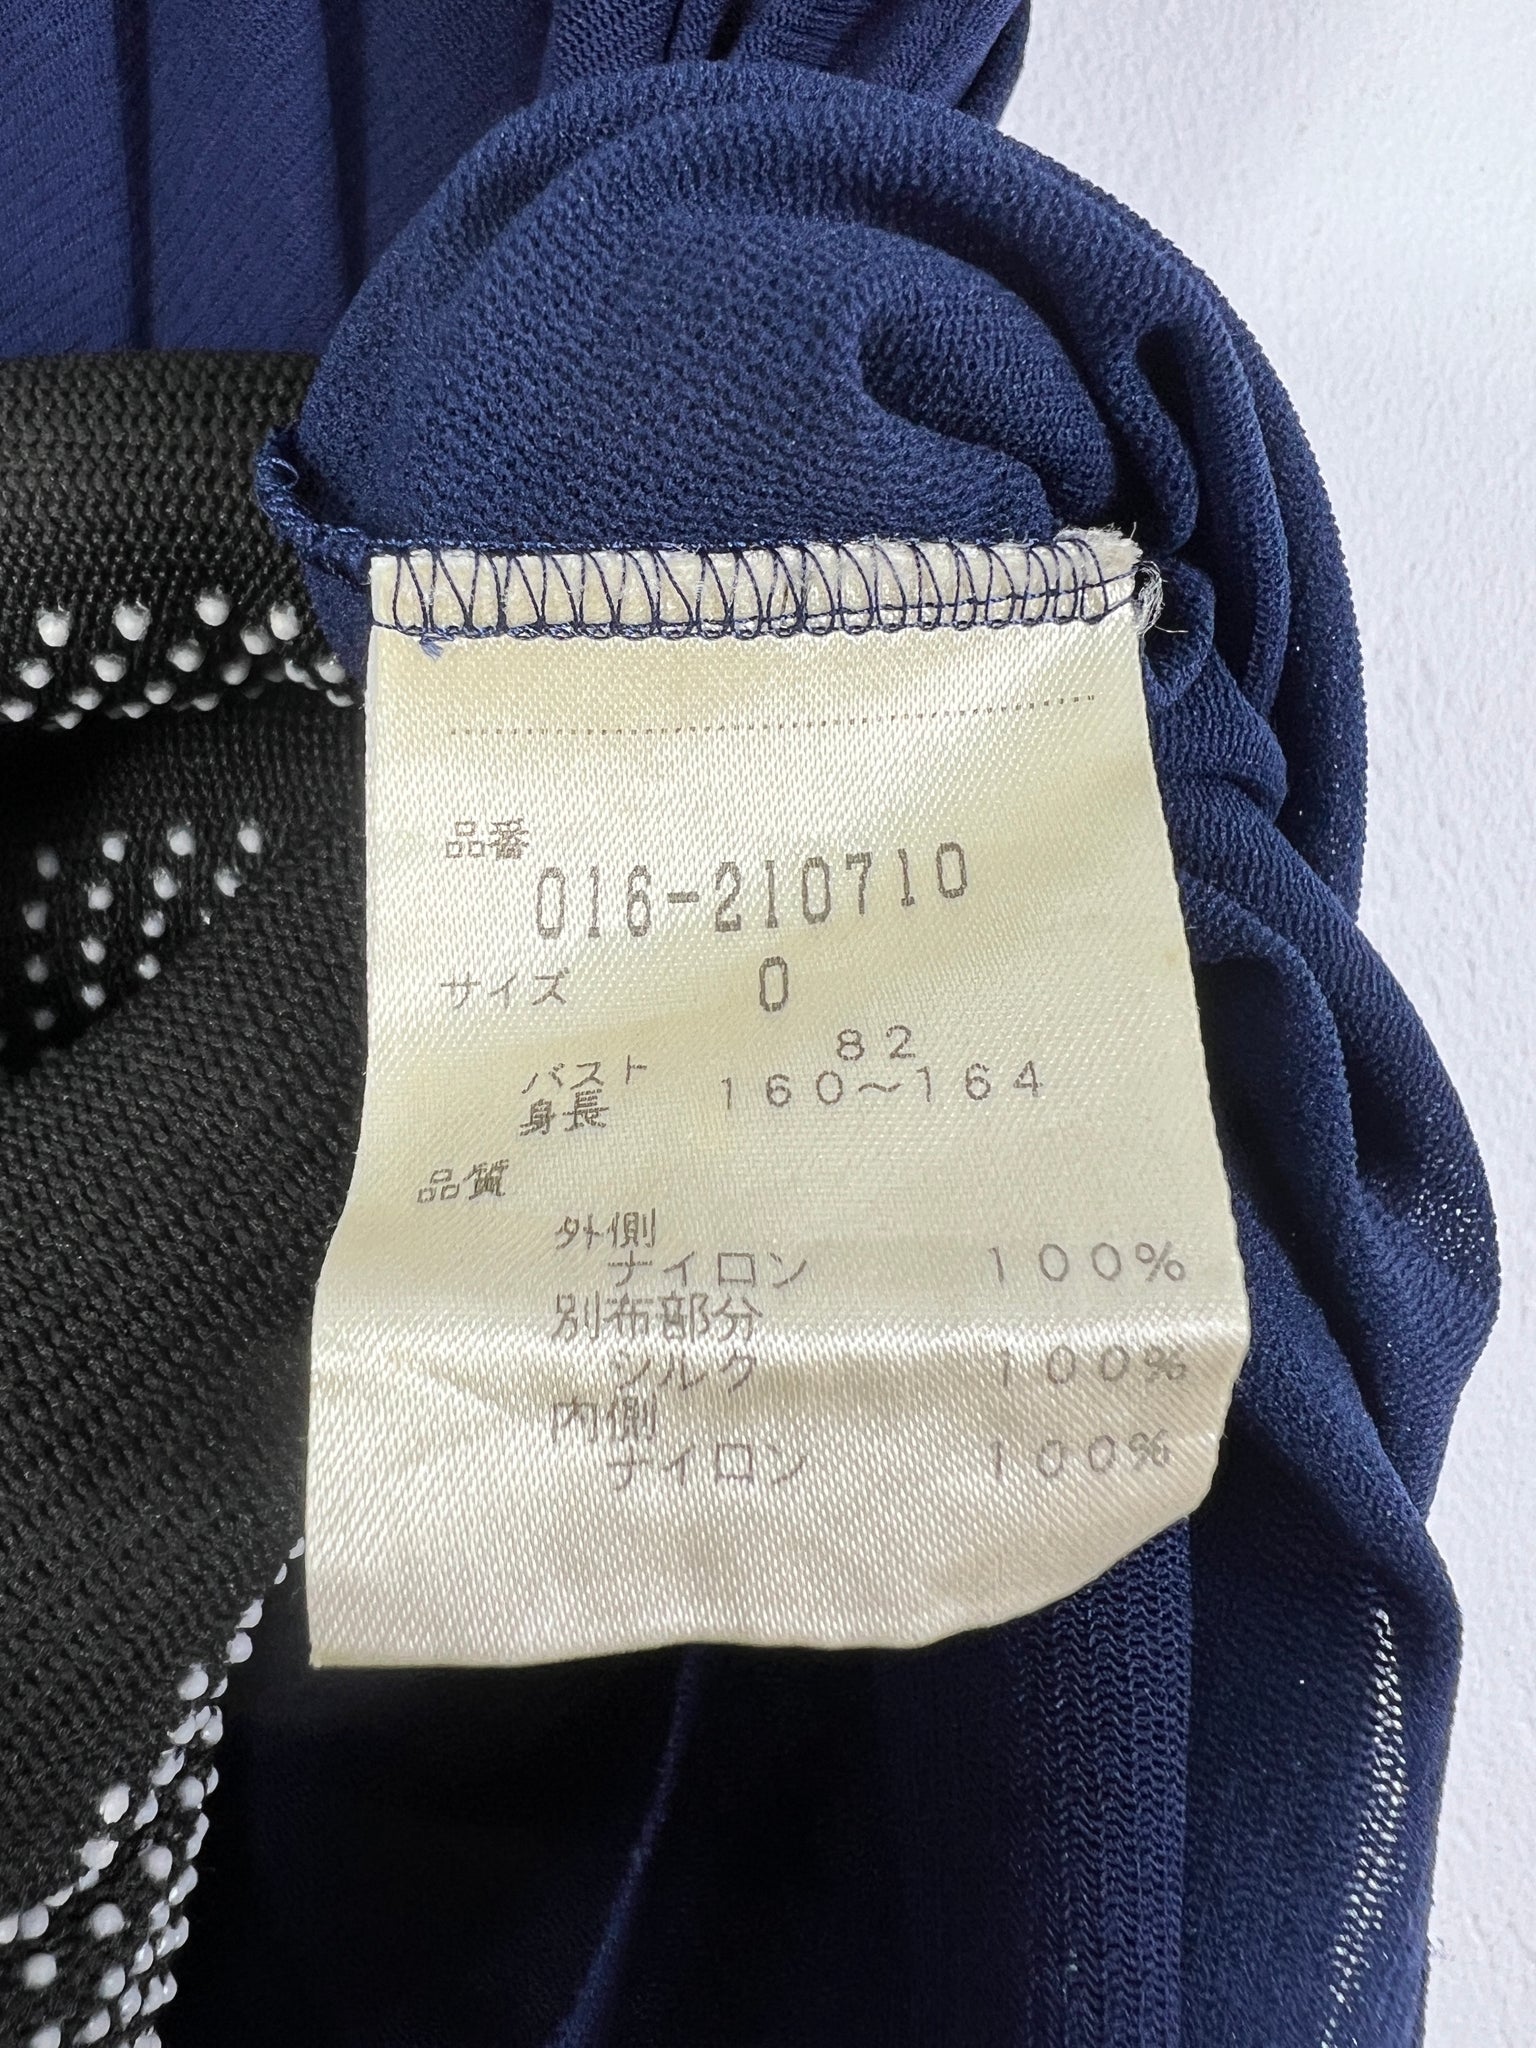 品番
016-210710
サイズ 0
バスト 82
身長 160～164
品質
外側
ナイロン 100%
別布部分
シルク 100%
内側
ナイロン 100%